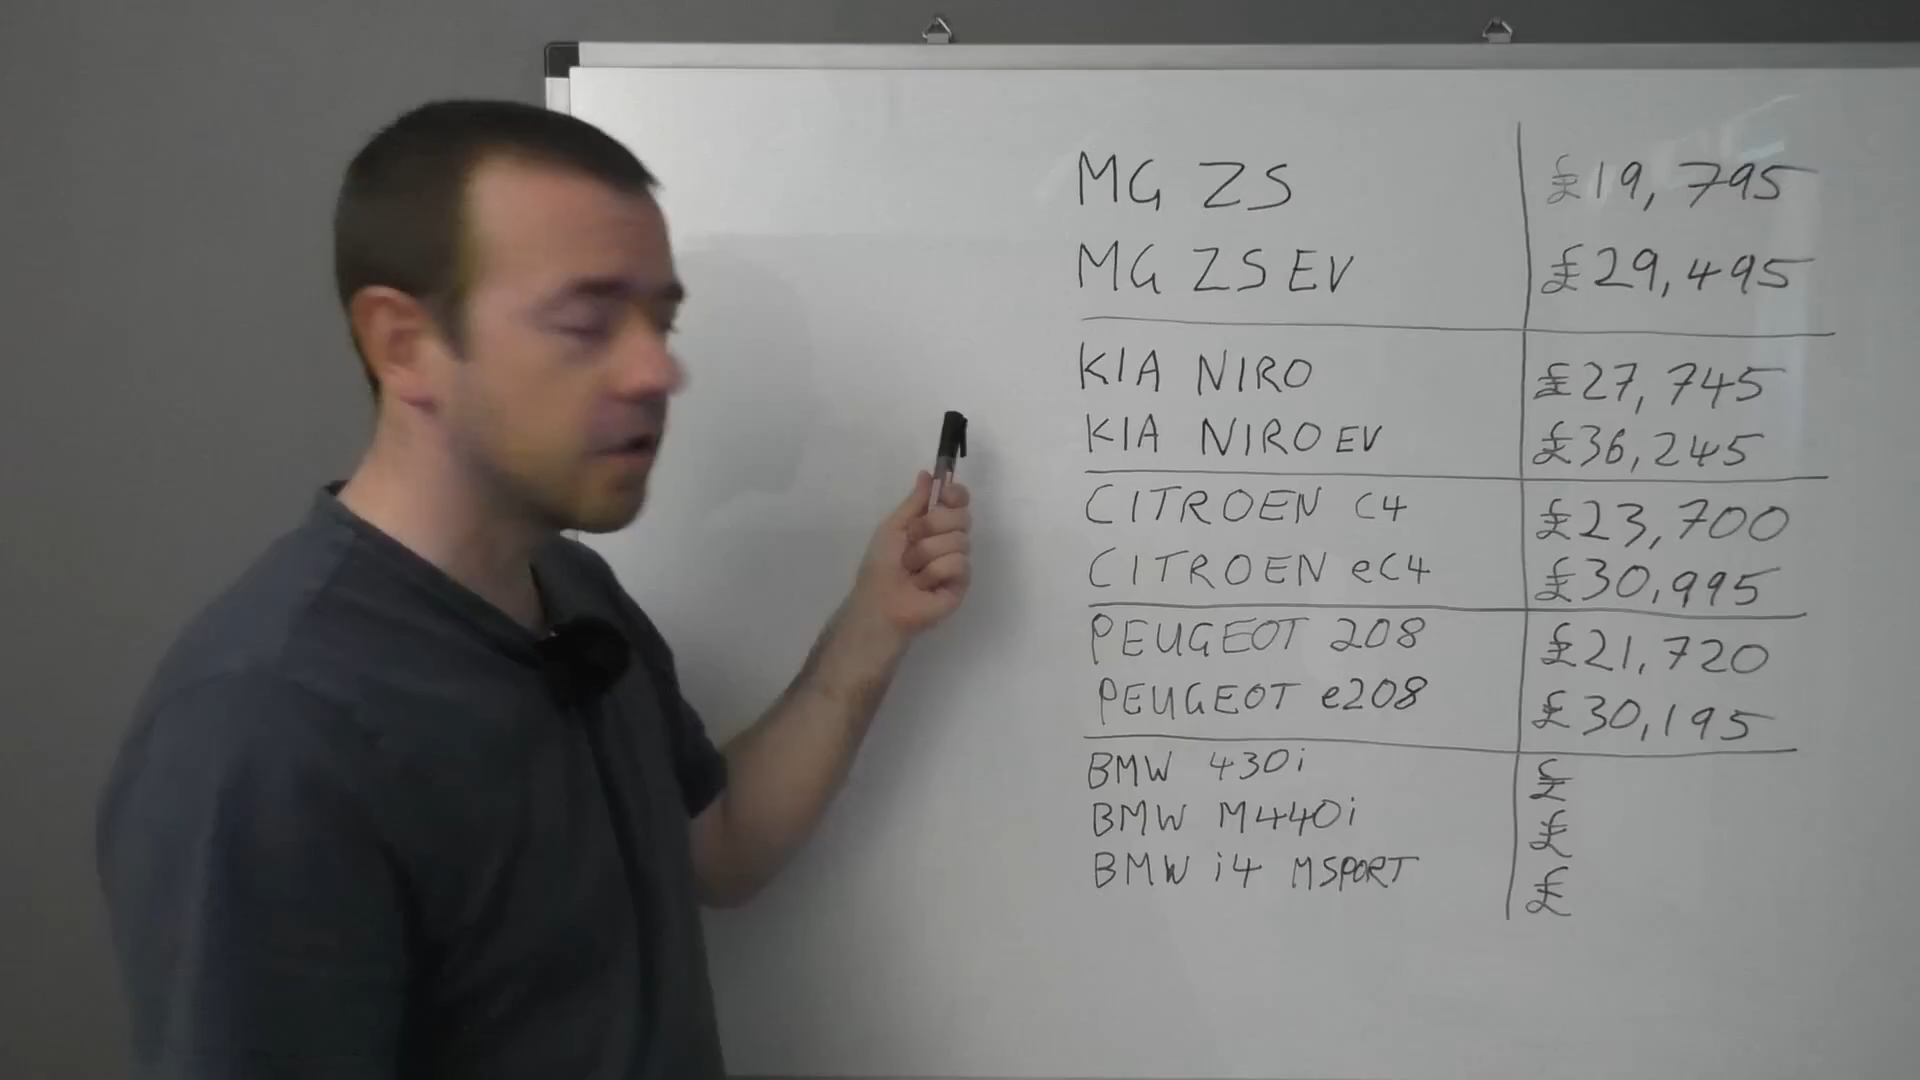 MG ZS £19,795
MG ZS EV £29,495
KIA NIRO £27,745
KIA NIRO EV £36,245
CITROEN C4 £23,700
CITROEN eC4 £30,995
PEUGEOT 208 £21,720
PEUGEOT e208 £30,195
BMW 430i £
BMW M440i £
BMW i4 MSPORT £